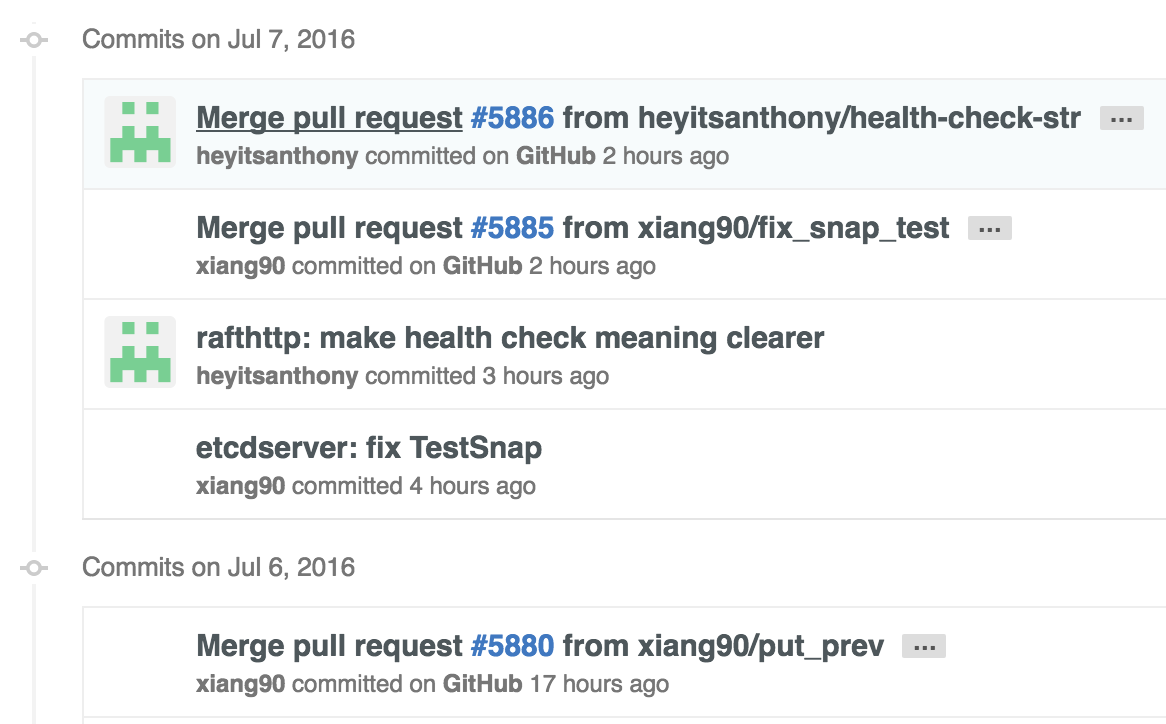 Commits on Jul 7, 2016
Merge pull request #5886 from heyitsanthony/health-check-str ...
heyitsanthony committed on GitHub 2 hours ago
Merge pull request #5885 from xiang90/fix_snap_test ...
xiang90 committed on GitHub 2 hours ago
rafthttp: make health check meaning clearer
heyitsanthony committed 3 hours ago
etcdserver: fix TestSnap
xiang90 committed 4 hours ago
Commits on Jul 6, 2016
Merge pull request #5880 from xiang90/put_prev ...
xiang90 committed on GitHub 17 hours ago